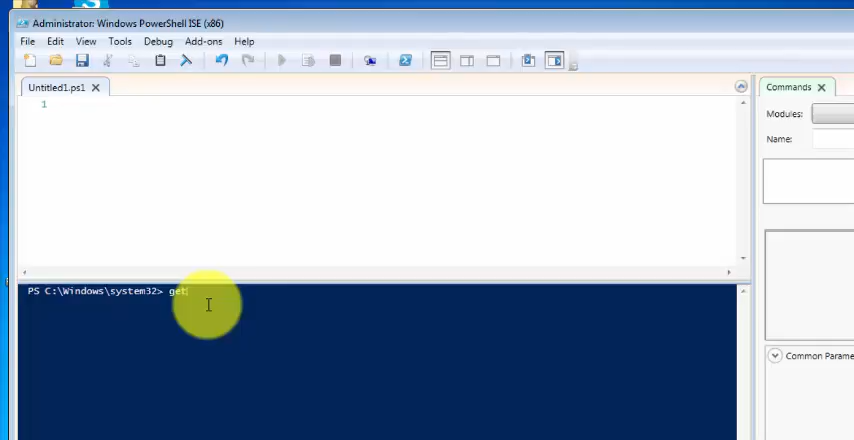 Administrator: Windows PowerShell ISE (x86)
File Edit View Tools Debug Add-ons Help
Untitled1.ps1
Commands
1
Modules:
Name:
PS C:\Windows\system32> get
Common Parame